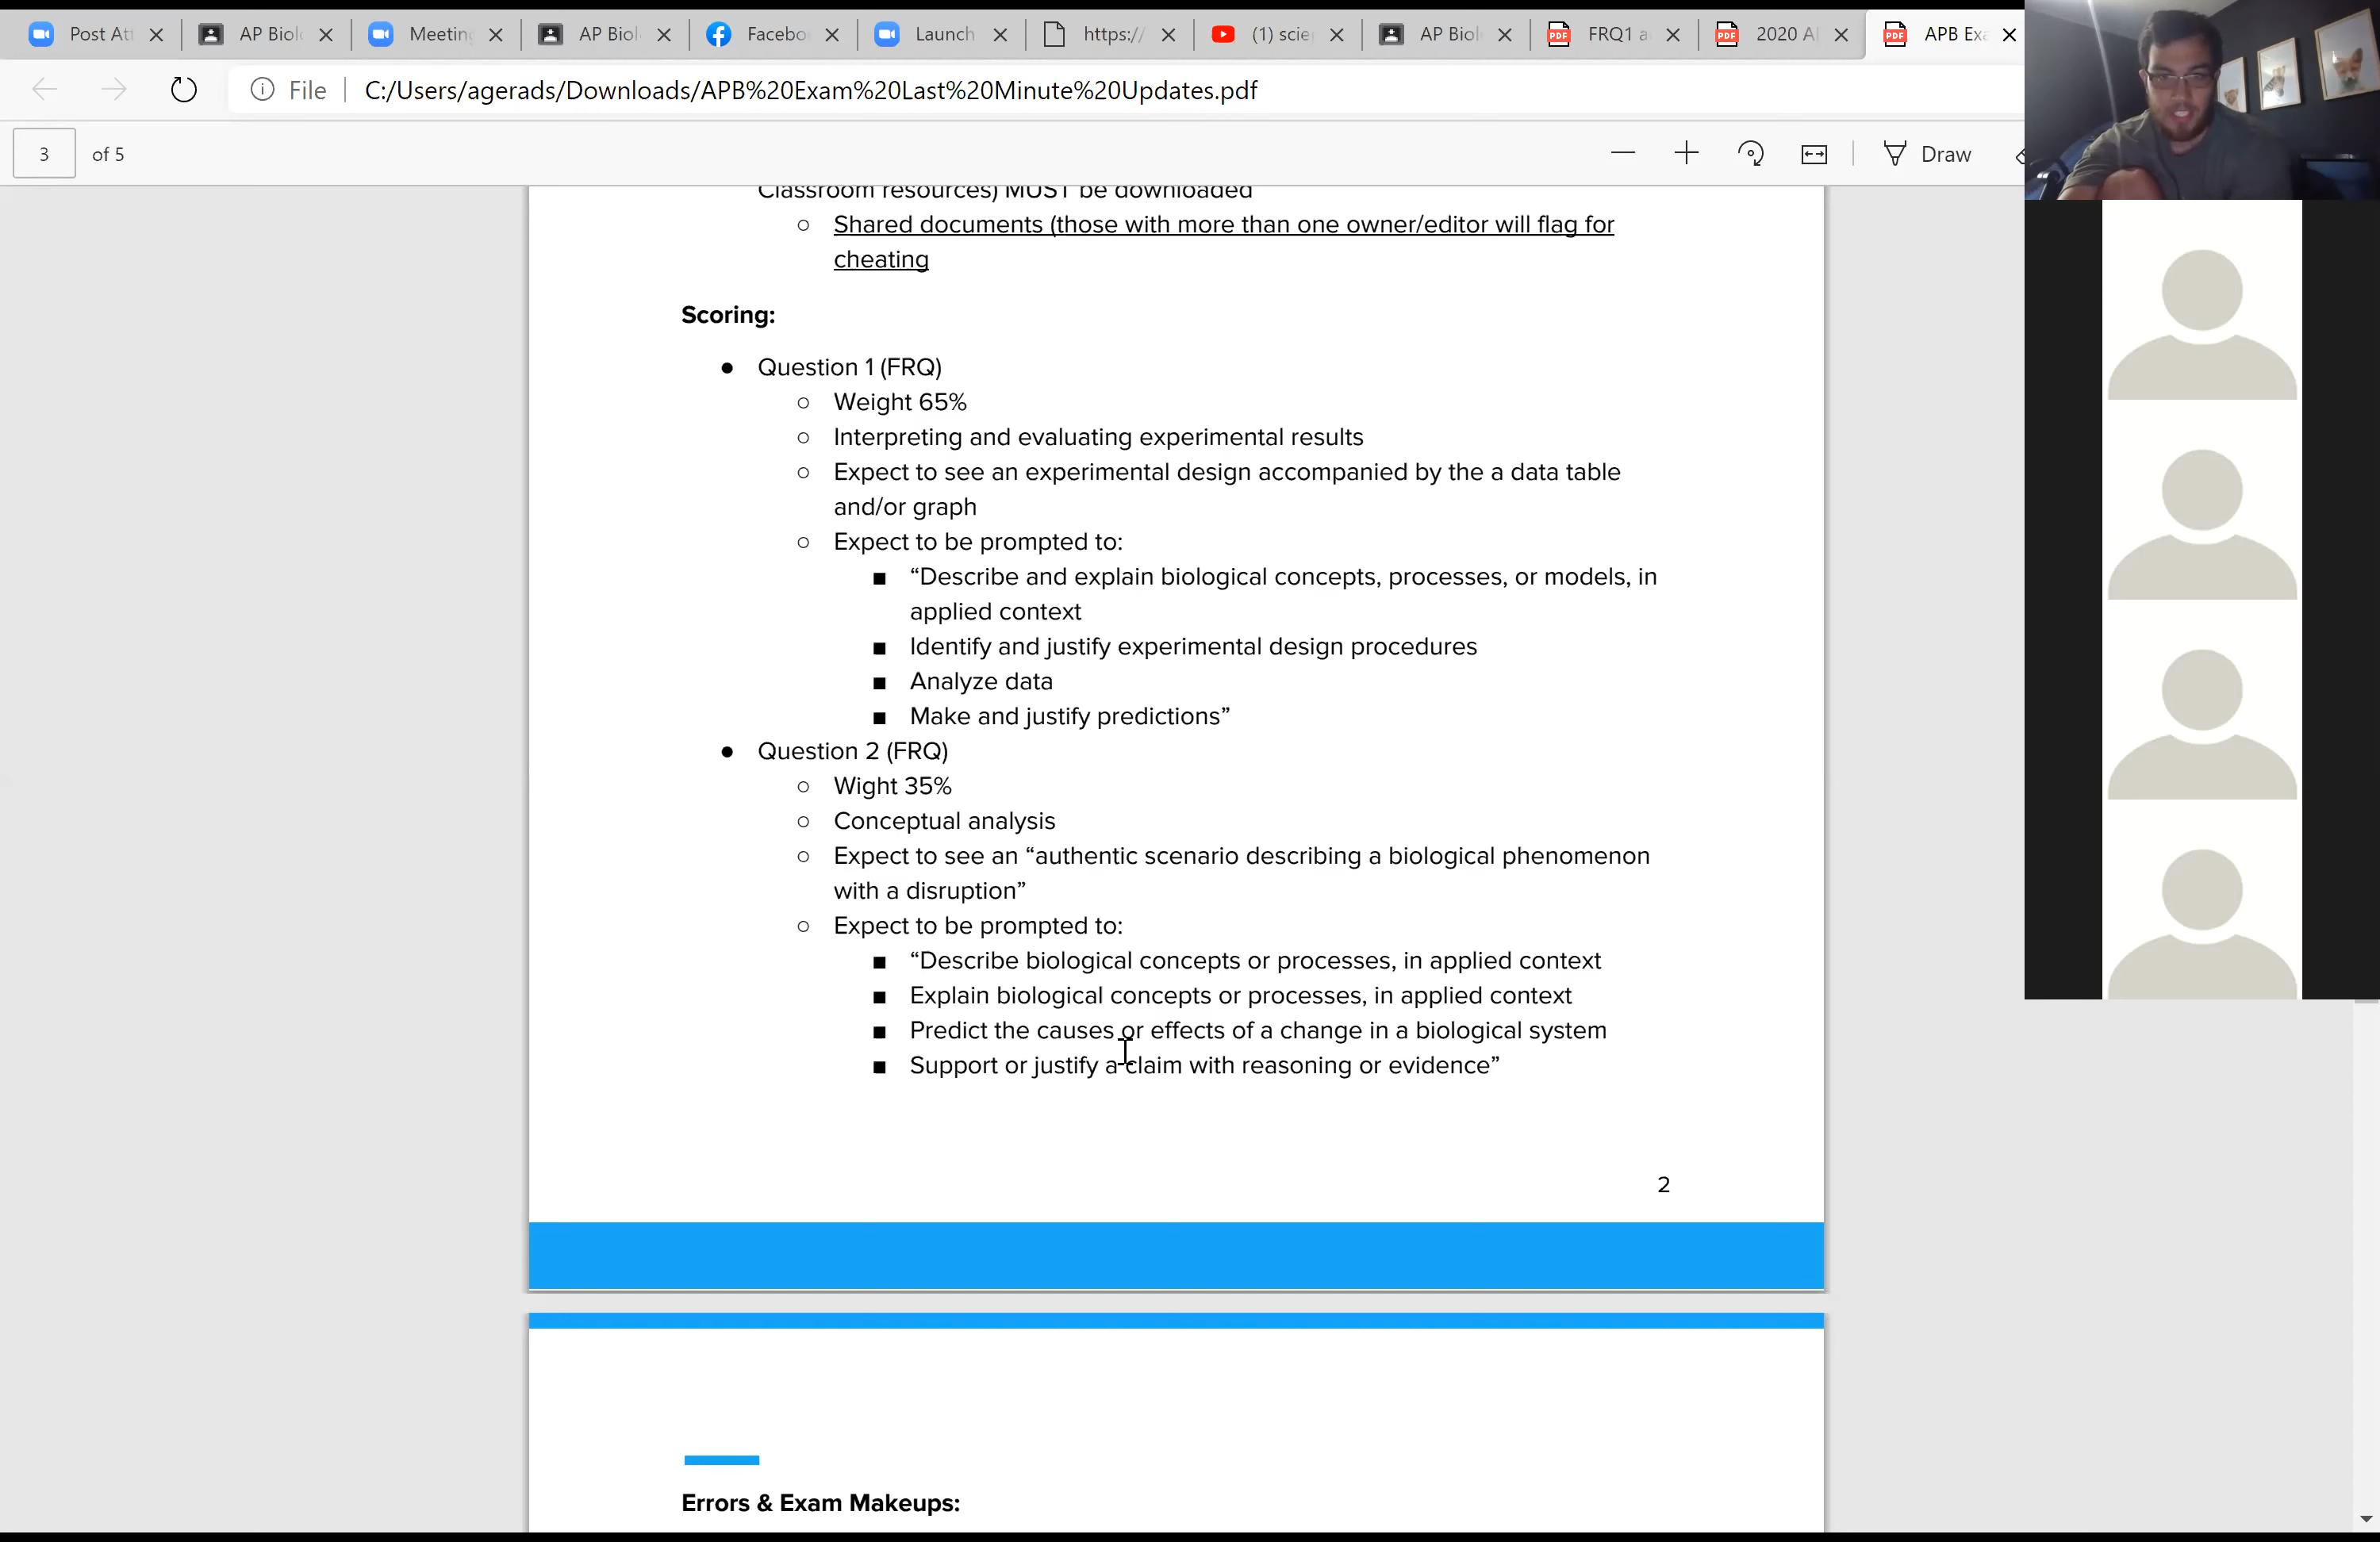 Post Att
AP Biol
Meetin
AP Biol
Facebo
Launch
https://
(1) scie
AP Biol
FRQ1 a
2020 A
APB Exa
File
C:/Users/agerads/Downloads/APB%20Exam%20Last%20Minute%20Updates.pdf
3 of 5
Draw
Classroom resources) MUST be downloaded
○ Shared documents (those with more than one owner/editor will flag for
cheating
Scoring:
● Question 1 (FRQ)
○ Weight 65%
○ Interpreting and evaluating experimental results
○ Expect to see an experimental design accompanied by the a data table
and/or graph
○ Expect to be prompted to:
■ “Describe and explain biological concepts, processes, or models, in
applied context
■ Identify and justify experimental design procedures
■ Analyze data
■ Make and justify predictions”
● Question 2 (FRQ)
○ Wight 35%
○ Conceptual analysis
○ Expect to see an “authentic scenario describing a biological phenomenon
with a disruption”
○ Expect to be prompted to:
■ “Describe biological concepts or processes, in applied context
■ Explain biological concepts or processes, in applied context
■ Predict the causes or effects of a change in a biological system
■ Support or justify a claim with reasoning or evidence”
2
Errors & Exam Makeups: